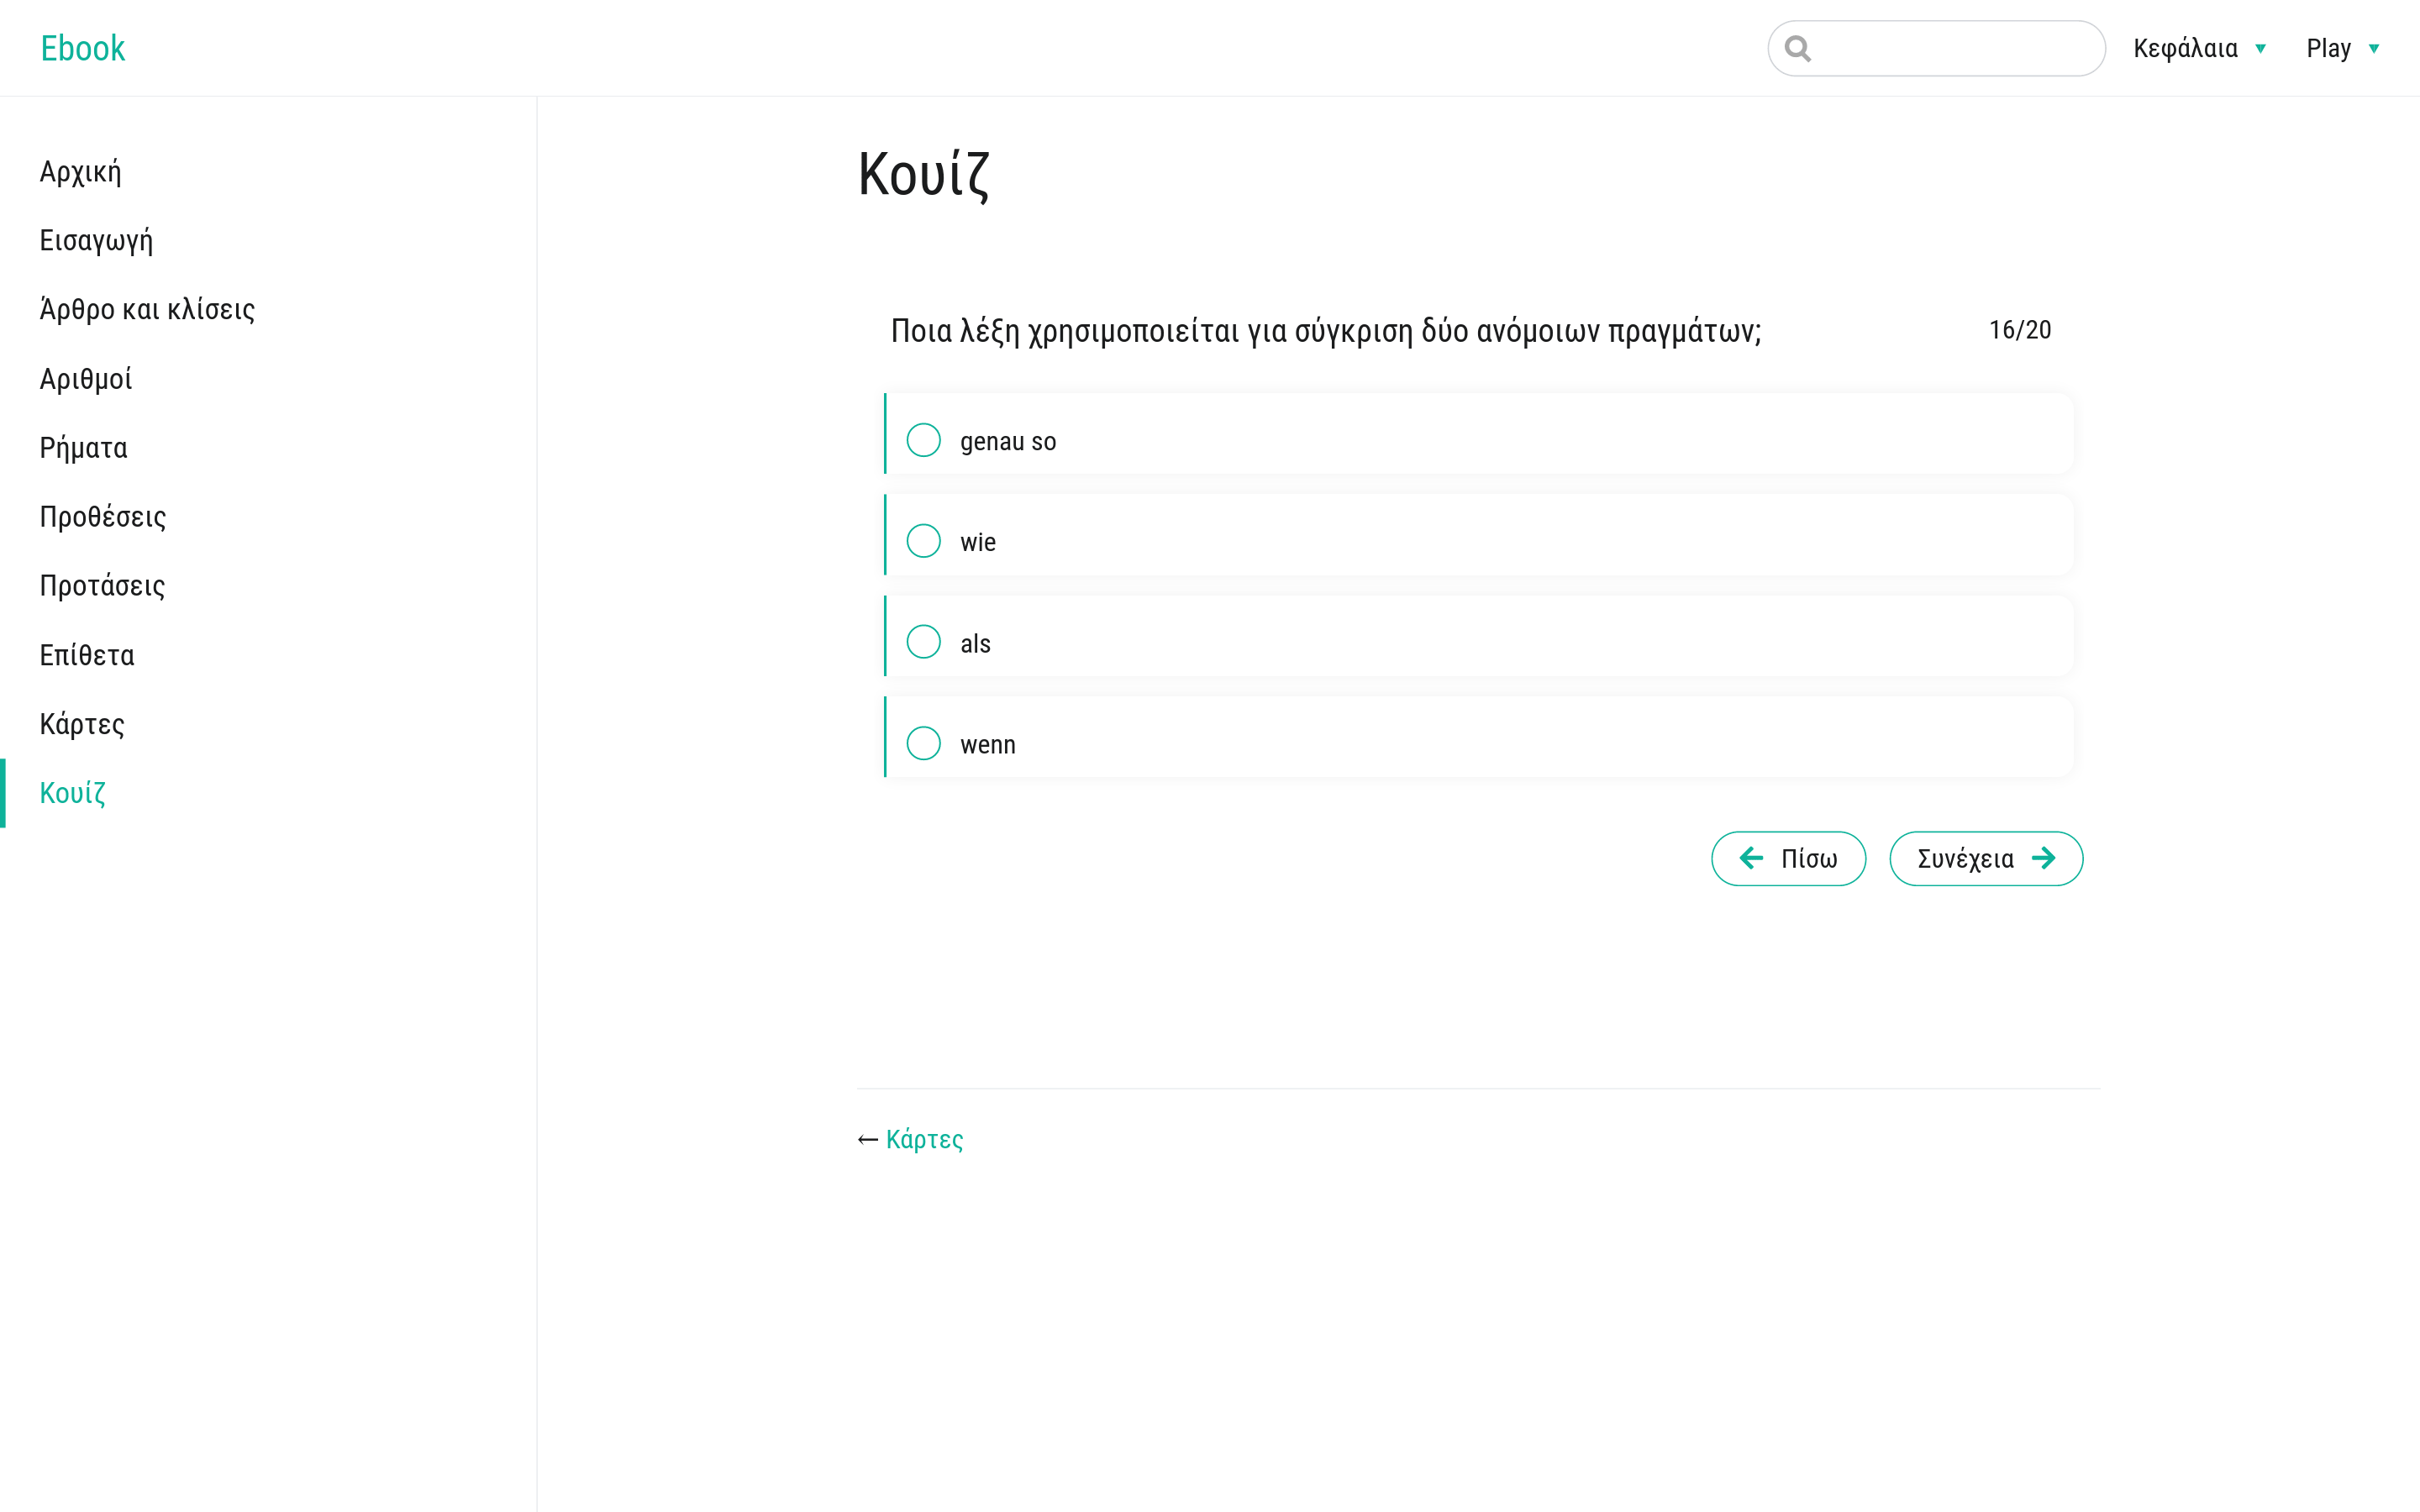 Ebook
Κεφάλαια
Play
Αρχική
Εισαγωγή
Άρθρο και κλίσεις
Αριθμοί
Ρήματα
Προθέσεις
Προτάσεις
Επίθετα
Κάρτες
Κουίζ
Κουίζ
Ποια λέξη χρησιμοποιείται για σύγκριση δύο ανόμοιων πραγμάτων;
16/20
genau so
wie
als
wenn
Πίσω
Συνέχεια
← Κάρτες